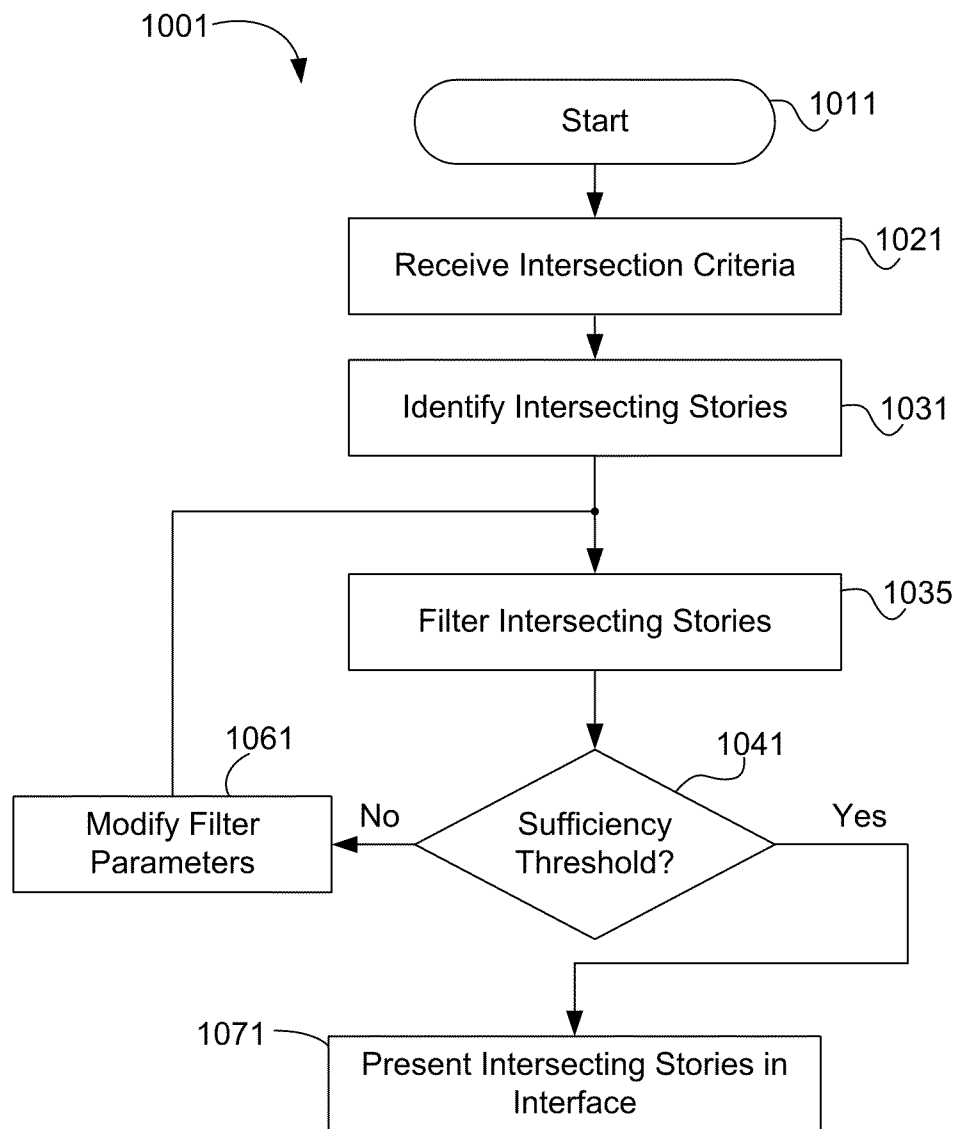 1001
Start
1011
Receive Intersection Criteria
1021
Identify Intersecting Stories
1031
Filter Intersecting Stories
1035
1061
1041
Modify Filter
Parameters
No
Sufficiency
Threshold?
Yes
1071
Present Intersecting Stories in
Interface